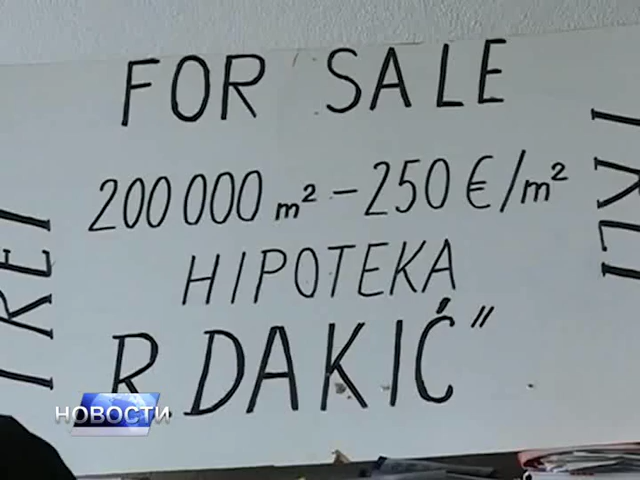 FOR SALE
200 000 m² – 250 €/m²
HIPOTEKA
R. DAKIĆ"
НОВОСТИ